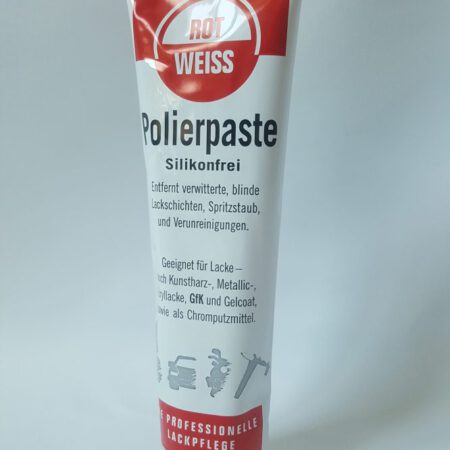 ROT
WEISS
Polierpaste
Silikonfrei
Entfernt verwitterte, blinde
Lackschichten, Spritzstaub,
und Verunreinigungen.
Geeignet für Lacke –
Kunstharz-, Metallic-,
GfK und Gelcoat,
als Chromputzmittel.
PROFESSIONELLE
LACKPFLEGE